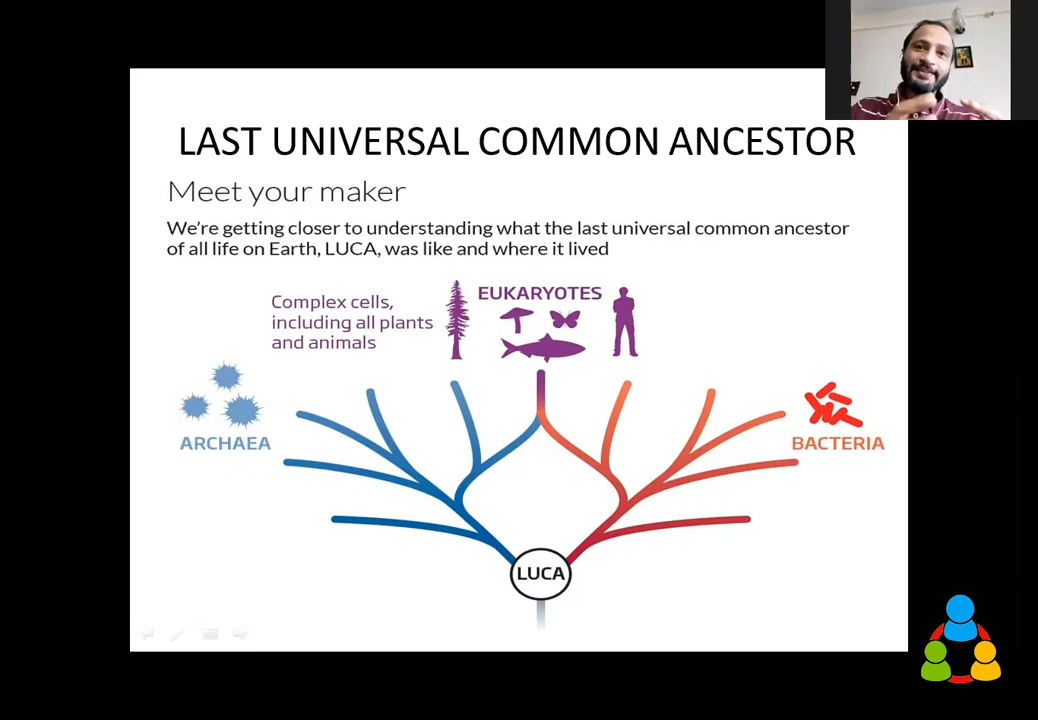 LAST UNIVERSAL COMMON ANCESTOR
Meet your maker
We're getting closer to understanding what the last universal common ancestor
of all life on Earth, LUCA, was like and where it lived
Complex cells,
including all plants
and animals
EUKARYOTES
ARCHAEA
BACTERIA
LUCA